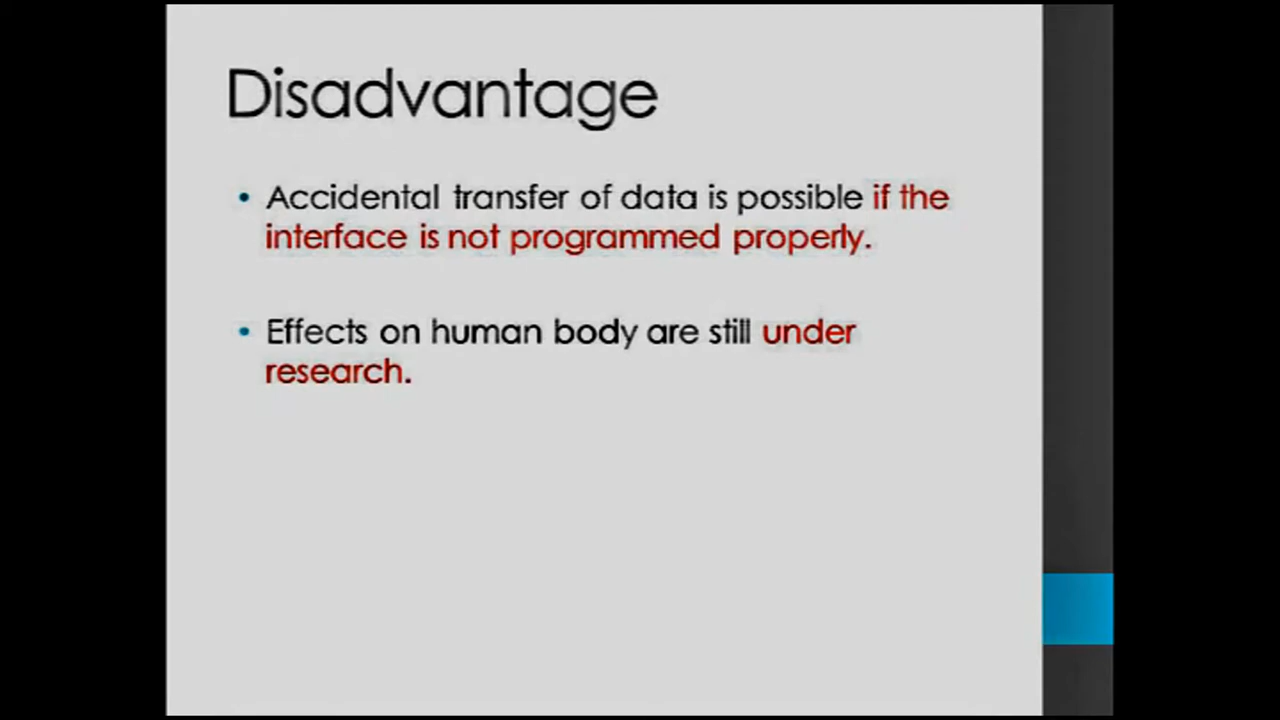 Disadvantage
• Accidental transfer of data is possible if the
interface is not programmed properly.
• Effects on human body are still under
research.